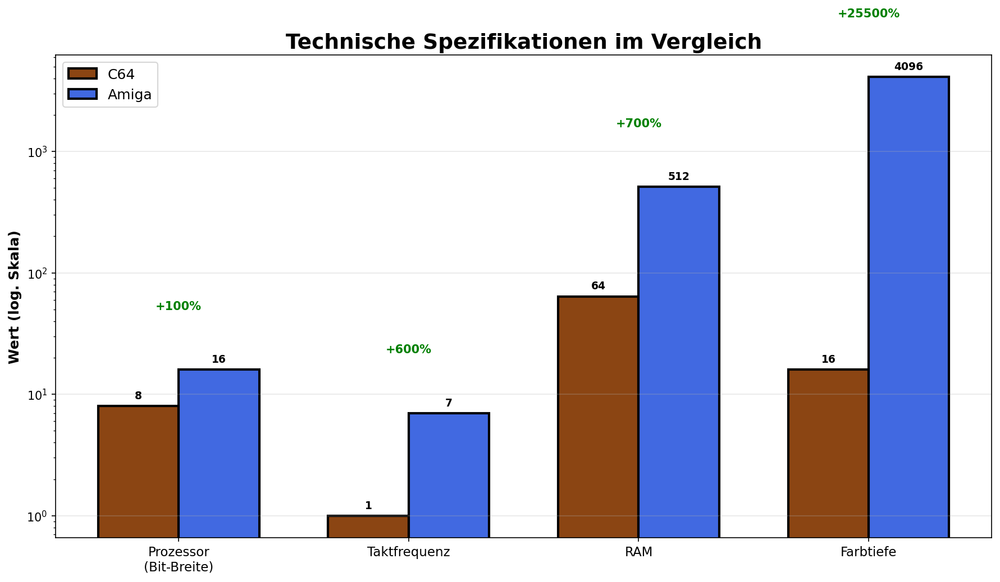 +25500%
Technische Spezifikationen im Vergleich
C64
Amiga
4096
+700%
10³
512
Wert (log. Skala)
10²
64
+100%
+600%
16
16
10¹
8
7
10⁰
1
Prozessor
(Bit-Breite)
Taktfrequenz
RAM
Farbtiefe